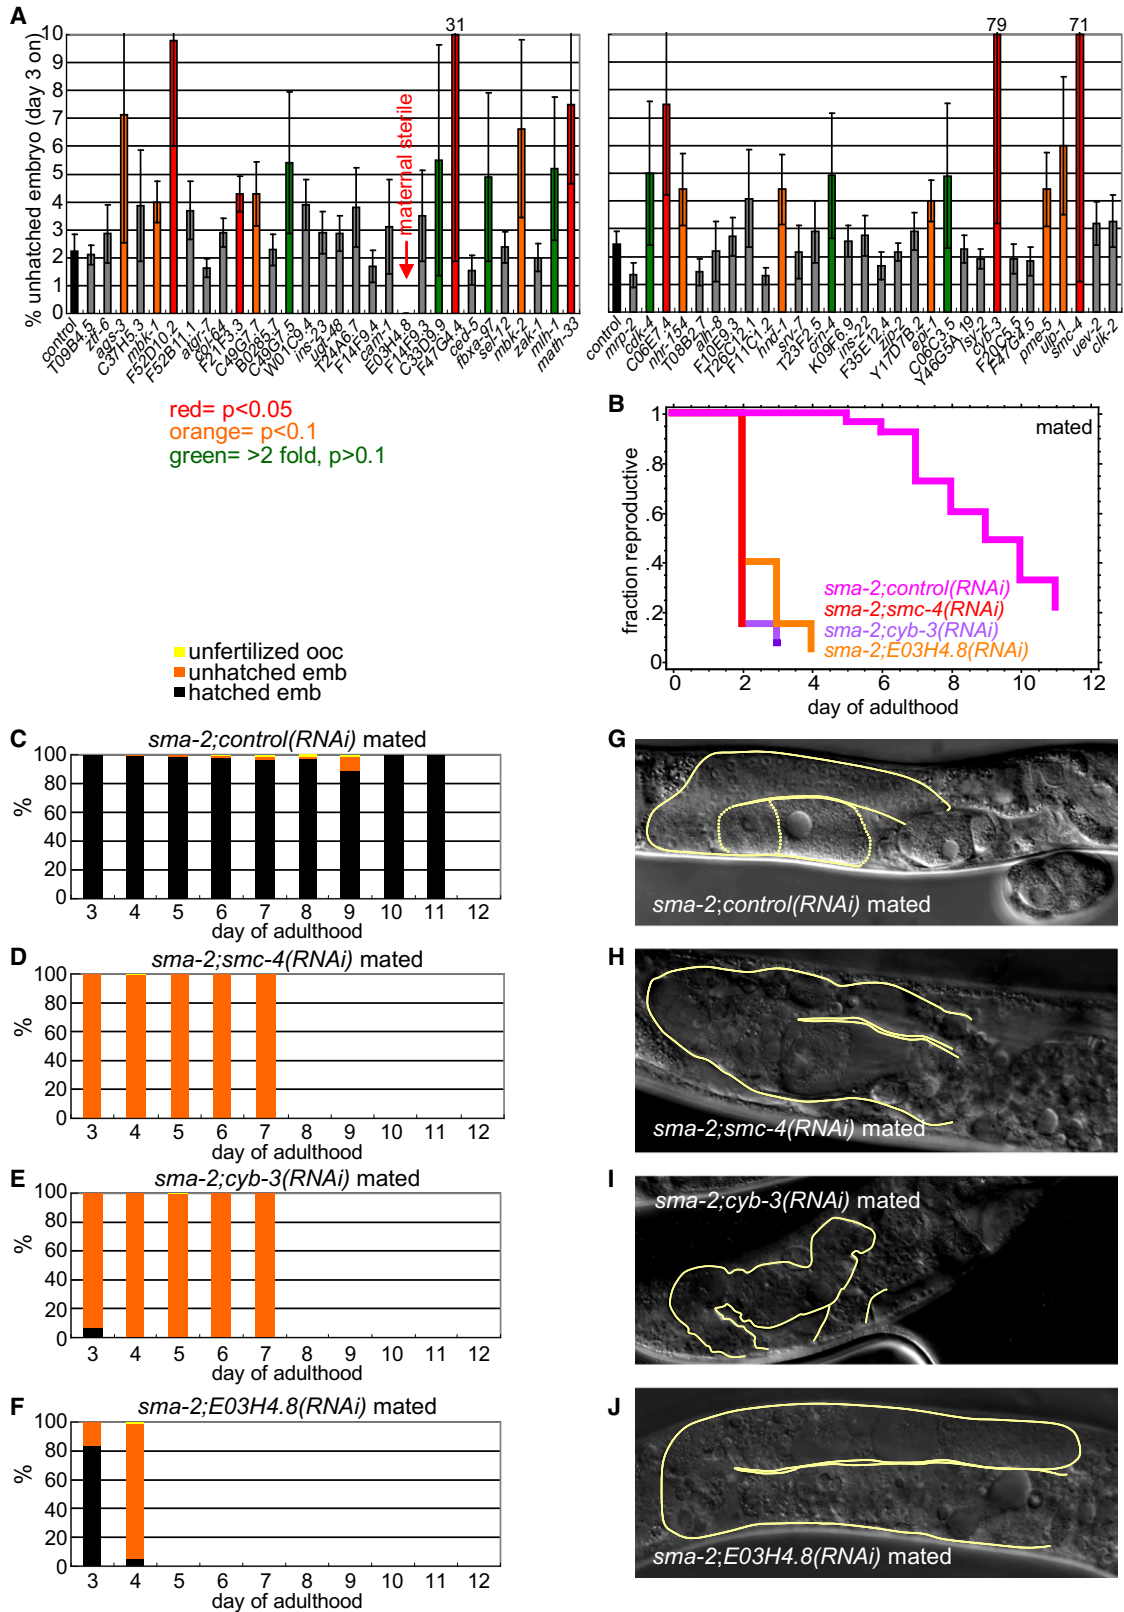 A
31
79
71
% unhatched embryo (day 3 on)
10
9
8
7
6
5
4
3
2
1
0
maternal sterile
control
T09B4.5
ztf-6
ags-3
C37H5.3
mbk-1
F52D10.2
F52B11.1
algn-7
col-64
F21F3.3
C49G7.7
B0285.7
C49G7.5
W01C9.4
ins-23
ugt-48
T24A6.7
F14F9.4
cam-1
E03H4.8
F14F9.3
C33D9.9
F47G4.4
ced-5
nhx-97
sel-12
mbk-2
zak-1
mlh-1
math-33
control
mrp-2
cdk-4
C06E1.4
nhr-154
T08B2.7
alh-8
F10E9.3
T26C12.1
F11C1.2
hnd-1
srv-7
T23F2.5
crn-4
K09F6.9
ins-22
F35E12.4
zip-2
Y17D7B.2
apr-1
C06C3.5
Y46G5A.19
lsy-2
cyb-3
F20C5.5
F47G4.5
pme-5
ulp-1
smc-4
uev-2
clk-2
red= p<0.05
orange= p<0.1
green= >2 fold, p>0.1
B
mated
fraction reproductive
1
.8
.6
.4
.2
0
sma-2;control(RNAi)
sma-2;smc-4(RNAi)
sma-2;cyb-3(RNAi)
sma-2;E03H4.8(RNAi)
0 2 4 6 8 10 12
day of adulthood
unfertilized ooc
unhatched emb
hatched emb
C
sma-2;control(RNAi) mated
%
100
80
60
40
20
0
3 4 5 6 7 8 9 10 11 12
day of adulthood
D
sma-2;smc-4(RNAi) mated
%
100
80
60
40
20
0
3 4 5 6 7 8 9 10 11 12
day of adulthood
E
sma-2;cyb-3(RNAi) mated
%
100
80
60
40
20
0
3 4 5 6 7 8 9 10 11 12
day of adulthood
F
sma-2;E03H4.8(RNAi) mated
%
100
80
60
40
20
0
3 4 5 6 7 8 9 10 11 12
day of adulthood
G
sma-2;control(RNAi) mated
H
sma-2;smc-4(RNAi) mated
I
sma-2;cyb-3(RNAi) mated
J
sma-2;E03H4.8(RNAi) mated